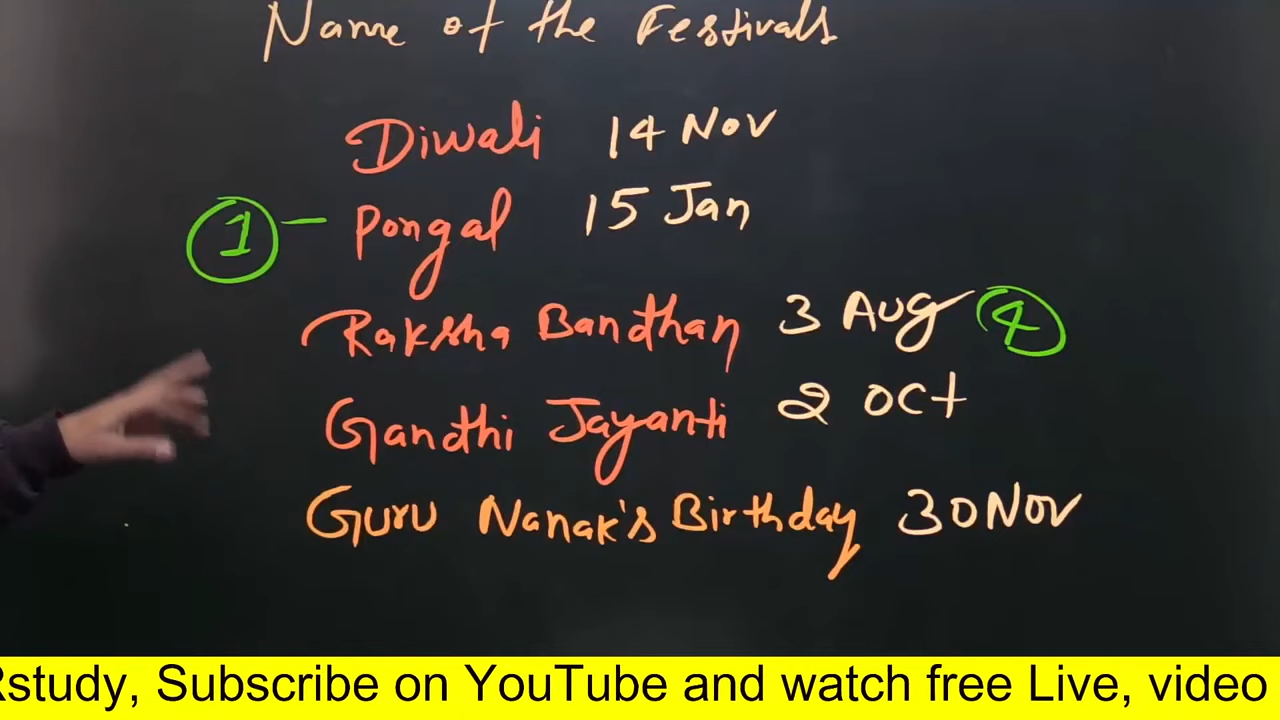 Name of the Festivals
Diwali 14 Nov
1 - Pongal 15 Jan
Raksha Bandhan 3 Aug 4
Gandhi Jayanti 2 Oct
Guru Nanak's Birthday 30 Nov
Rstudy, Subscribe on YouTube and watch free Live, video